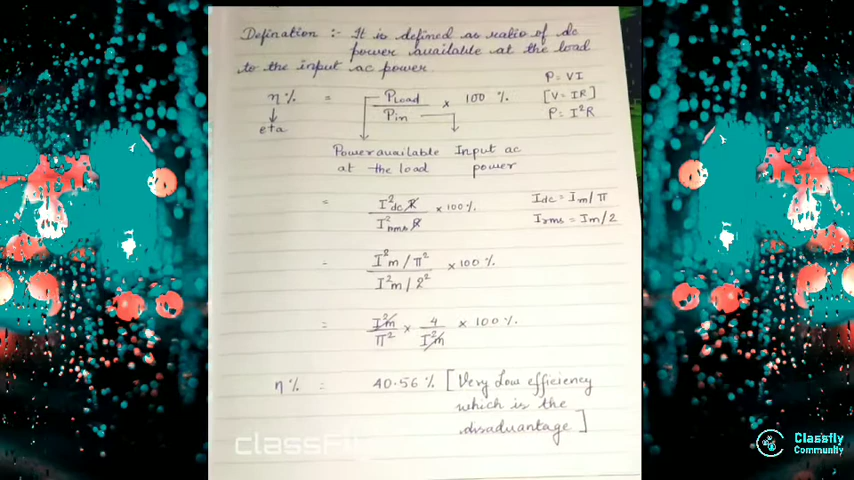 Defination :- It is defined as ratio of dc
power available at the load
to the input ac power.
P = VI
[V = IR]
P = I²R
η % = PLoad / Pin × 100 %
eta
Power available at the load
Input ac power
= I²dc R / I²rms R × 100 %
Idc = Im/π
Irms = Im/2
= I²m / π² / I²m / 2² × 100 %
= I²m / π² × 4 / I²m × 100 %
η % = 40.56 % [Very Low efficiency
which is the
disaduantage]
classFl
Classfly
Community